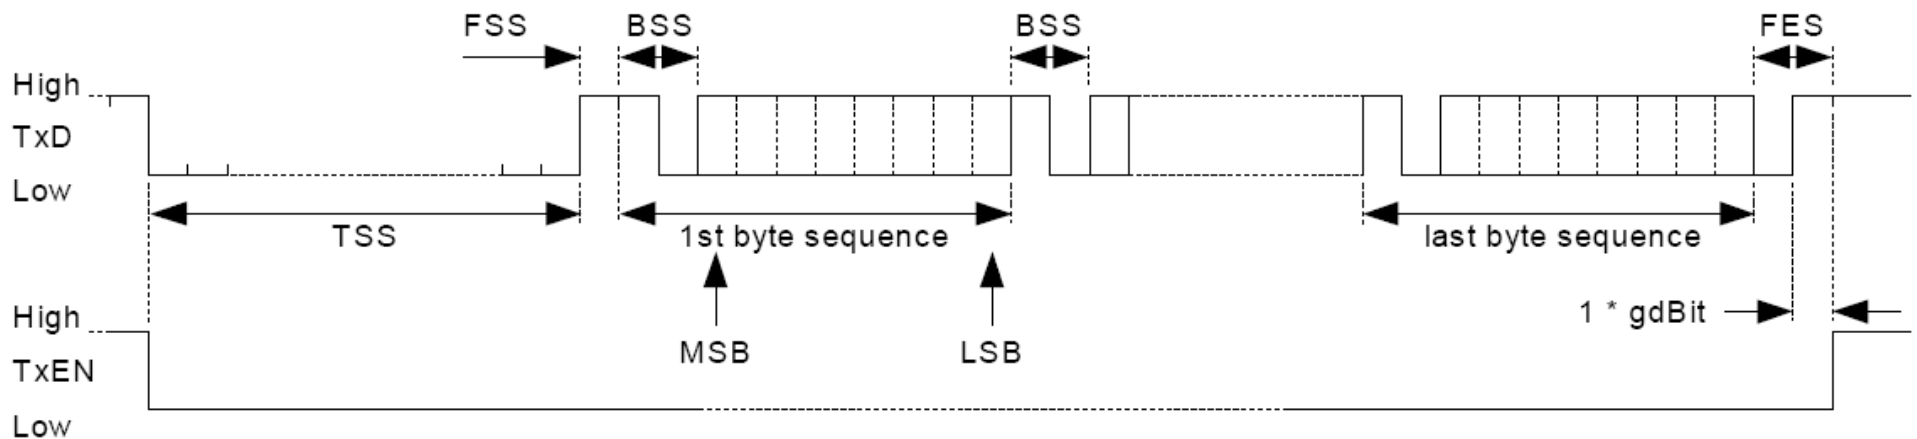 FSS BSS BSS FES
High
TxD
Low
TSS 1st byte sequence last byte sequence
High 1 * gdBit
MSB LSB
TxEN
Low